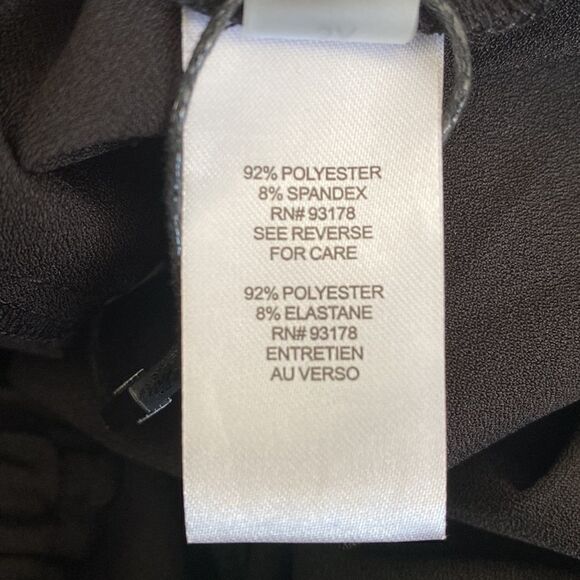 92% POLYESTER
8% SPANDEX
RN# 93178
SEE REVERSE
FOR CARE
92% POLYESTER
8% ELASTANE
RN# 93178
ENTRETIEN
AU VERSO